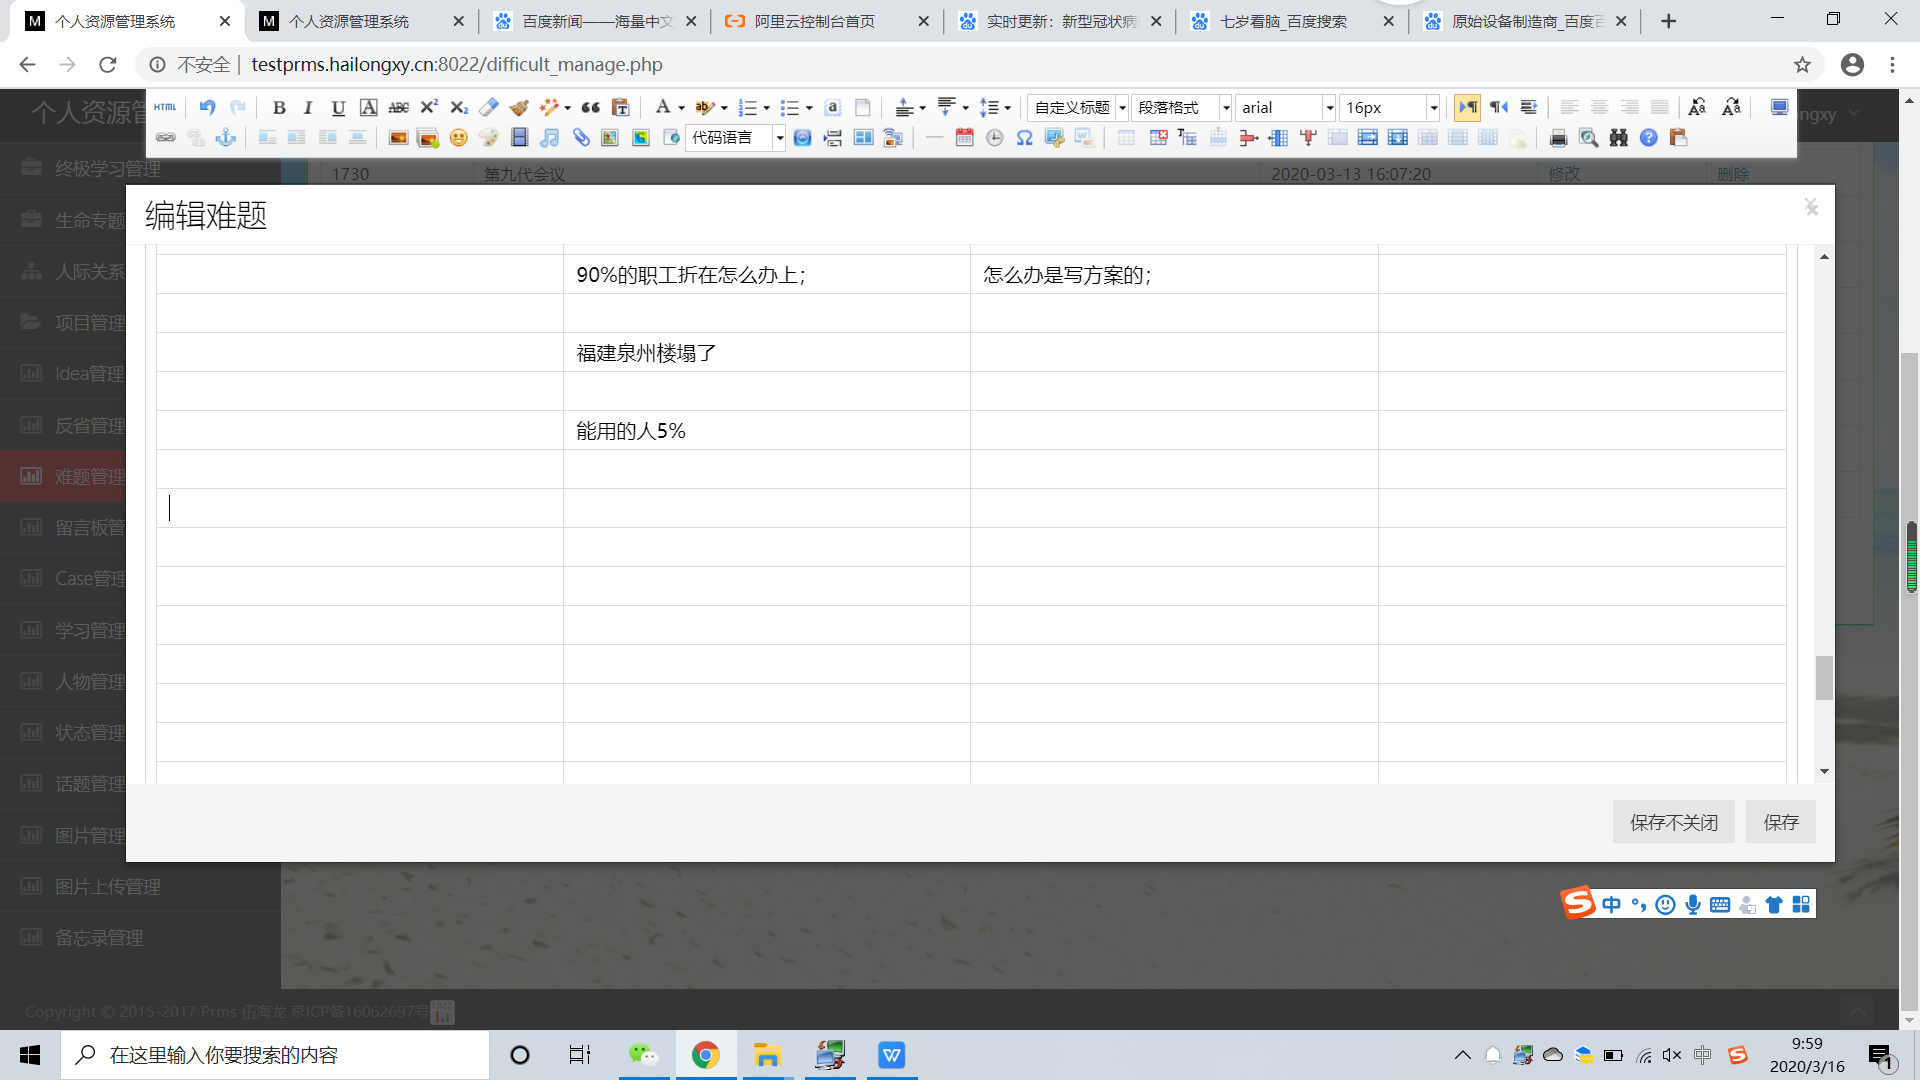 个人资源管理系统
个人资源管理系统
百度新闻——海量中文
阿里云控制台首页
实时更新：新型冠状病
七岁看脑_百度搜索
原始设备制造商_百度百
不安全 | testprms.hailongxy.cn:8022/difficult_manage.php
个人资源管
HTML
自定义标题
段落格式
arial
16px
代码语言
ngxy
1730 第九代会议 2020-03-13 16:07:20 修改 删除
终极学习管理
生命专题
人际关系
项目管理
Idea管理
反省管理
难题管理
留言板管
Case管理
学习管理
人物管理
状态管理
话题管理
图片管理
图片上传管理
备忘录管理
编辑难题
90%的职工折在怎么办上； 怎么办是写方案的；
福建泉州楼塌了
能用的人5%
保存不关闭
保存
中
Copyright © 2015-2017 Prms 伍海龙 京ICP备16062697号
在这里输入你要搜索的内容
中
9:59
2020/3/16
1